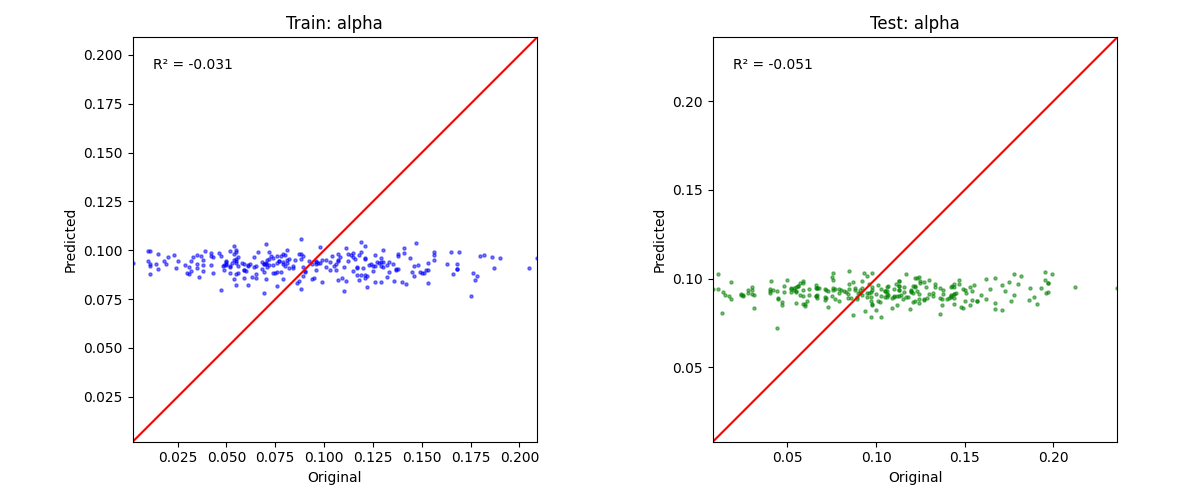 Train: alpha
R² = -0.031
0.200
0.175
0.150
0.125
0.100
0.075
0.050
0.025
Predicted
0.025 0.050 0.075 0.100 0.125 0.150 0.175 0.200
Original
Test: alpha
R² = -0.051
0.20
0.15
0.10
0.05
Predicted
0.05 0.10 0.15 0.20
Original